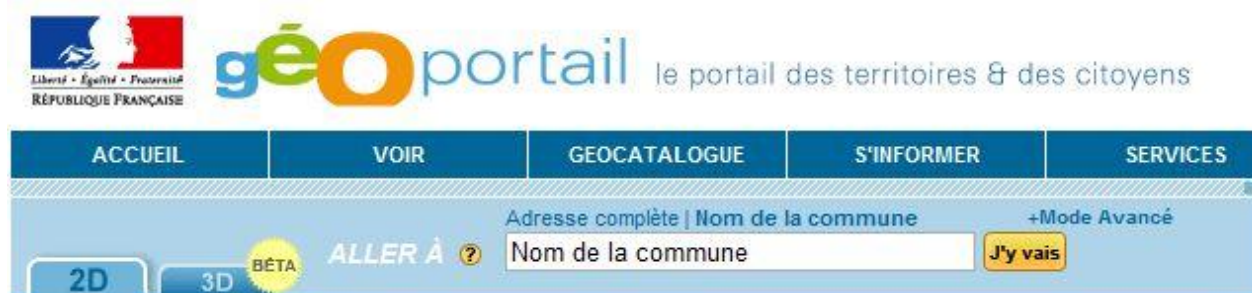 Liberté • Égalité • Fraternité
RÉPUBLIQUE FRANÇAISE
géoportail le portail des territoires & des citoyens
ACCUEIL VOIR GEOCATALOGUE S'INFORMER SERVICES
Adresse complète | Nom de la commune +Mode Avancé
ALLER À ? Nom de la commune J'y vais
2D 3D BÉTA